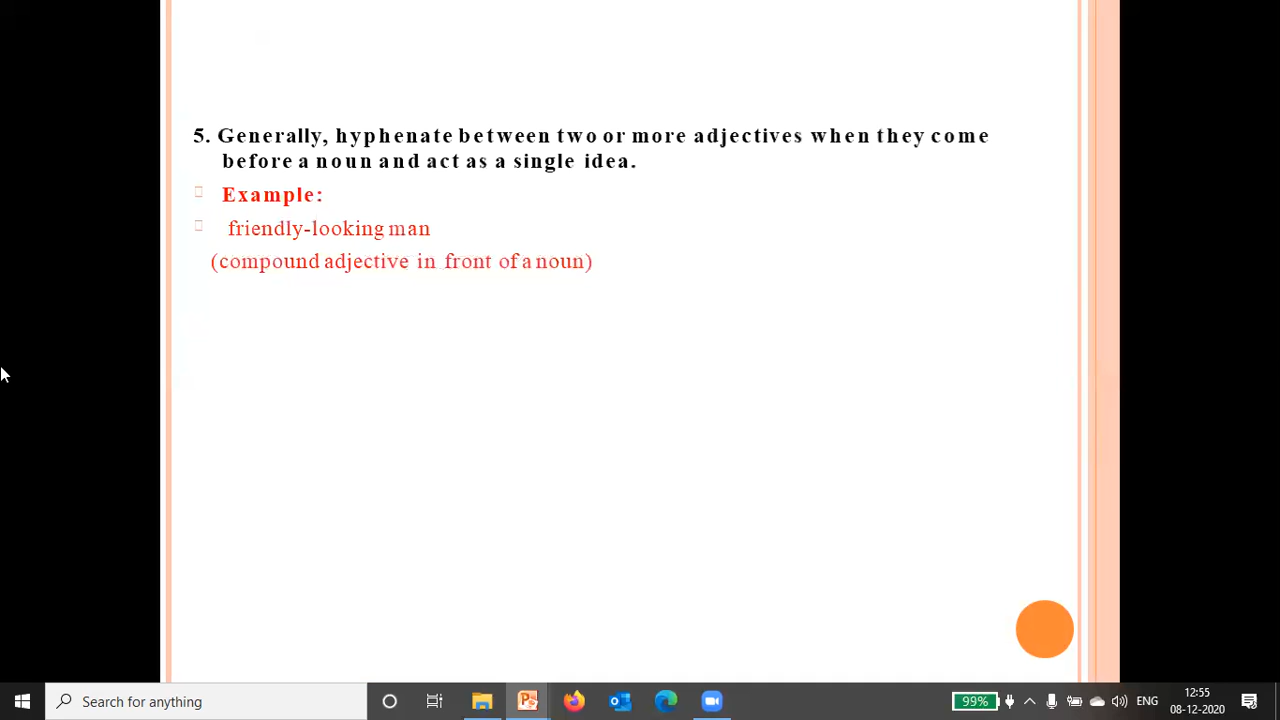 5. Generally, hyphenate between two or more adjectives when they come
before a noun and act as a single idea.
Example:
friendly-looking man
(compound adjective in front of a noun)
Search for anything
99%
ENG
12:55
08-12-2020